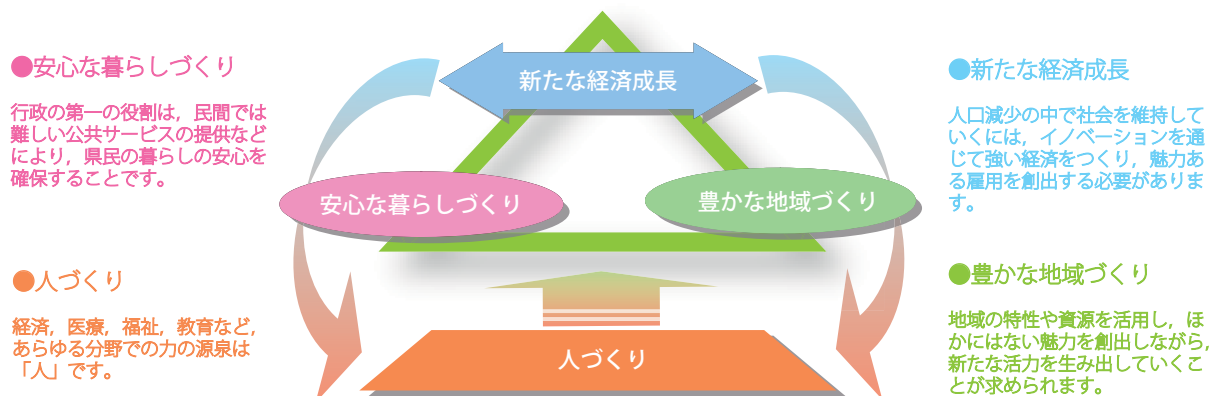 ●安心な暮らしづくり
行政の第一の役割は，民間では
難しい公共サービスの提供など
により，県民の暮らしの安心を
確保することです。
●人づくり
経済，医療，福祉，教育など，
あらゆる分野での力の源泉は
「人」です。
新たな経済成長
安心な暮らしづくり
豊かな地域づくり
人づくり
●新たな経済成長
人口減少の中で社会を維持して
いくには，イノベーションを通
じて強い経済をつくり，魅力あ
る雇用を創出する必要がありま
す。
●豊かな地域づくり
地域の特性や資源を活用し，ほ
かにはない魅力を創出しながら，
新たな活力を生み出していくこ
とが求められます。